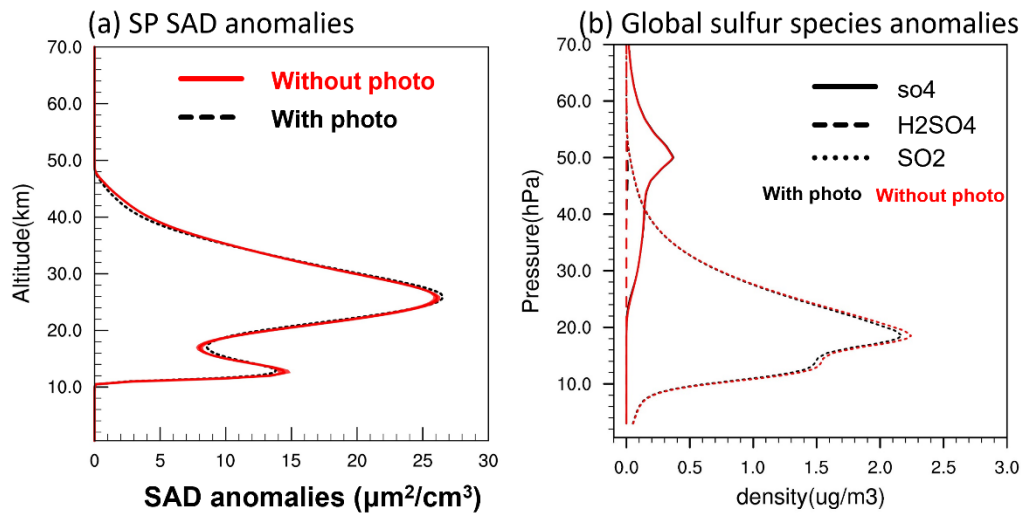 (a) SP SAD anomalies
70.0
60.0
50.0
40.0
30.0
20.0
10.0
Altitude(km)
Without photo
With photo
0 5 10 15 20 25 30
SAD anomalies (μm²/cm³)
(b) Global sulfur species anomalies
70.0
60.0
50.0
40.0
30.0
20.0
10.0
Pressure(hPa)
so4
H2SO4
SO2
With photo Without photo
0.0 0.5 1.0 1.5 2.0 2.5 3.0
density(ug/m3)